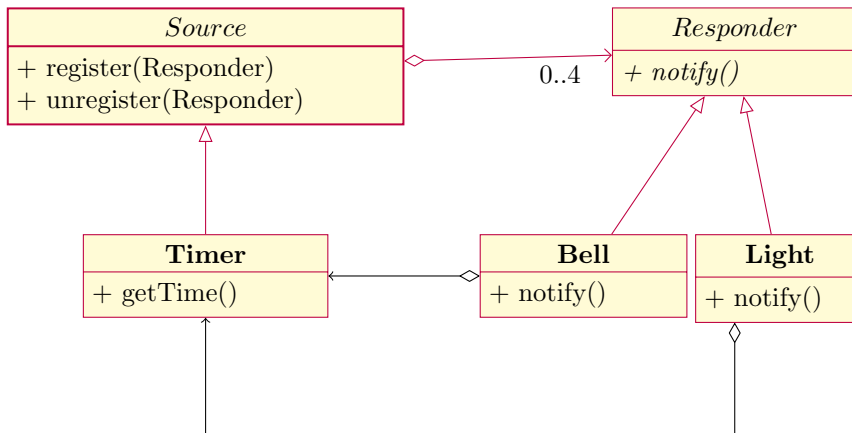 Source
+ register(Responder)
+ unregister(Responder)
0..4
Responder
+ notify()
Timer
+ getTime()
Bell
+ notify()
Light
+ notify()